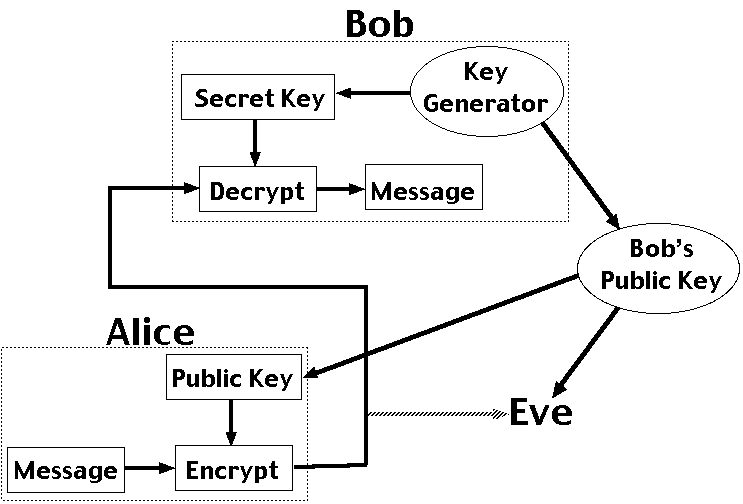 Bob
Key
Generator
Secret Key
Decrypt
Message
Bob's
Public Key
Alice
Public Key
Eve
Message
Encrypt